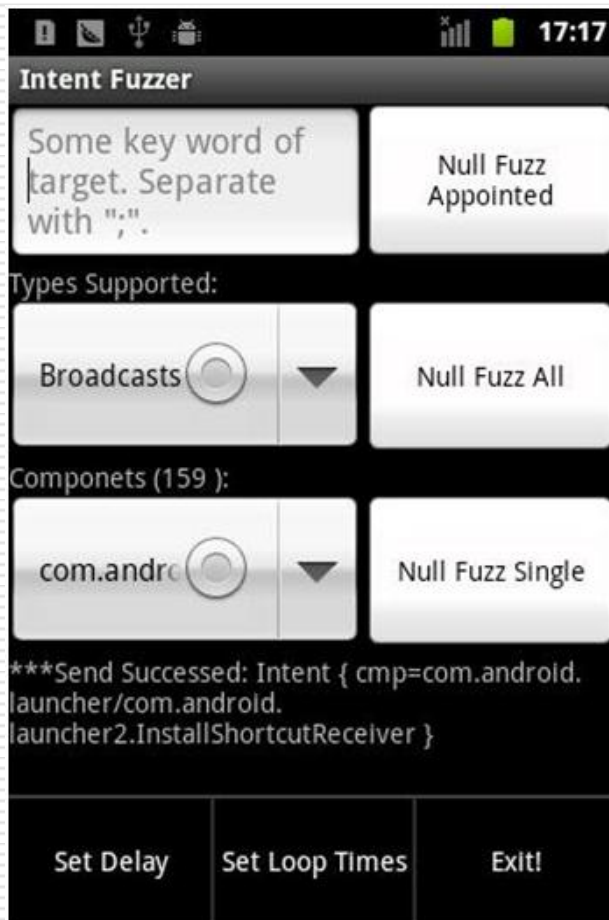 17:17
Intent Fuzzer
Some key word of
target. Separate
with ";".
Null Fuzz
Appointed
Types Supported:
Broadcasts
Null Fuzz All
Componets (159 ):
com.andro
Null Fuzz Single
***Send Successed: Intent { cmp=com.android.
launcher/com.android.
launcher2.InstallShortcutReceiver }
Set Delay
Set Loop Times
Exit!